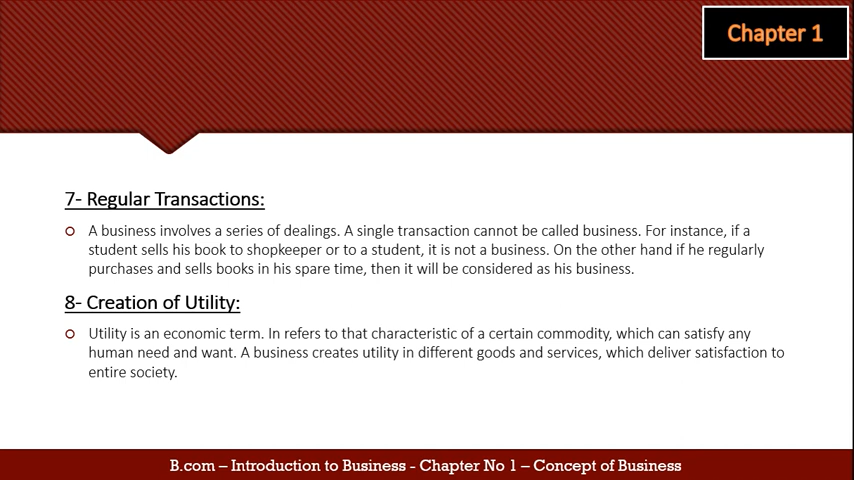 Chapter 1
7- Regular Transactions:
A business involves a series of dealings. A single transaction cannot be called business. For instance, if a
student sells his book to shopkeeper or to a student, it is not a business. On the other hand if he regularly
purchases and sells books in his spare time, then it will be considered as his business.
8- Creation of Utility:
Utility is an economic term. In refers to that characteristic of a certain commodity, which can satisfy any
human need and want. A business creates utility in different goods and services, which deliver satisfaction to
entire society.
B.com – Introduction to Business - Chapter No 1 – Concept of Business